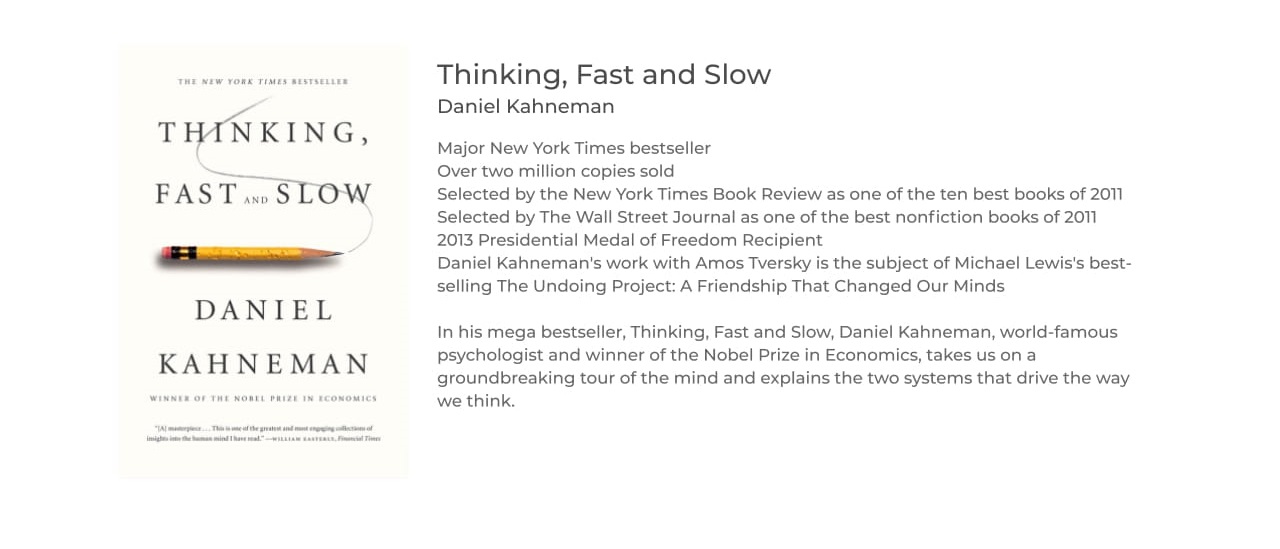 THE NEW YORK TIMES BESTSELLER
THINKING,
FAST AND SLOW
DANIEL
KAHNEMAN
WINNER OF THE NOBEL PRIZE IN ECONOMICS
"[A] masterpiece . . . This is one of the greatest and most engaging collections of
insights into the human mind I have read." —WILLIAM EASTERLY, Financial Times
Thinking, Fast and Slow
Daniel Kahneman
Major New York Times bestseller
Over two million copies sold
Selected by the New York Times Book Review as one of the ten best books of 2011
Selected by The Wall Street Journal as one of the best nonfiction books of 2011
2013 Presidential Medal of Freedom Recipient
Daniel Kahneman's work with Amos Tversky is the subject of Michael Lewis's best-
selling The Undoing Project: A Friendship That Changed Our Minds
In his mega bestseller, Thinking, Fast and Slow, Daniel Kahneman, world-famous
psychologist and winner of the Nobel Prize in Economics, takes us on a
groundbreaking tour of the mind and explains the two systems that drive the way
we think.